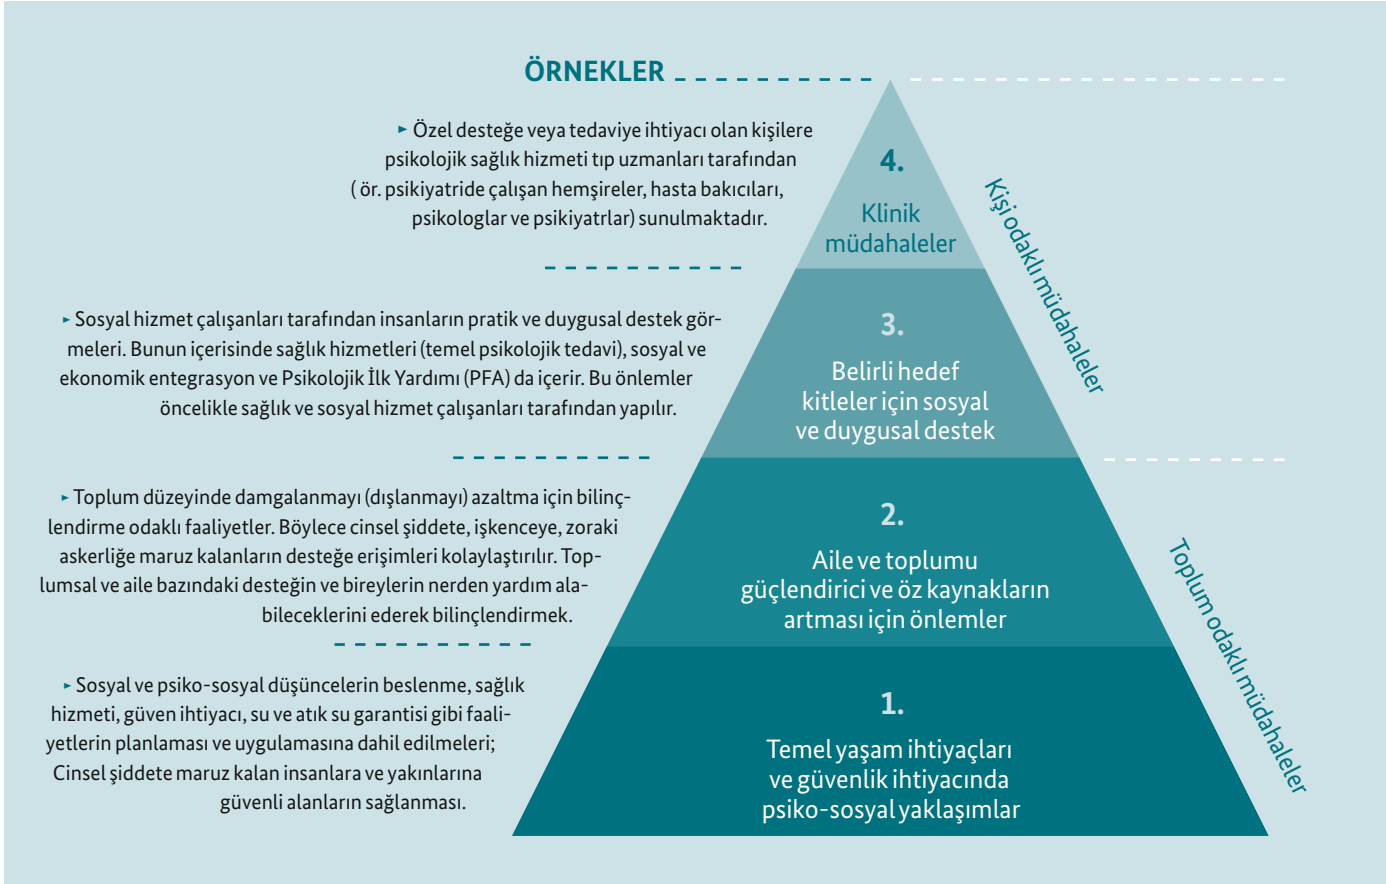 ÖRNEKLER
► Özel desteğe veya tedaviye ihtiyacı olan kişilere
psikolojik sağlık hizmeti tıp uzmanları tarafından
( ör. psikiyatride çalışan hemşireler, hasta bakıcıları,
psikologlar ve psikiyatrlar) sunulmaktadır.
4.
Klinik
müdahaleler
Kişi odaklı müdahaleler
► Sosyal hizmet çalışanları tarafından insanların pratik ve duygusal destek gör-
meleri. Bunun içerisinde sağlık hizmetleri (temel psikolojik tedavi), sosyal ve
ekonomik entegrasyon ve Psikolojik İlk Yardımı (PFA) da içerir. Bu önlemler
öncelikle sağlık ve sosyal hizmet çalışanları tarafından yapılır.
3.
Belirli hedef
kitleler için sosyal
ve duygusal destek
► Toplum düzeyinde damgalanmayı (dışlanmayı) azaltma için bilinç-
lendirme odaklı faaliyetler. Böylece cinsel şiddete, işkenceye, zoraki
askerliğe maruz kalanların desteğe erişimleri kolaylaştırılır. Top-
lumsal ve aile bazındaki desteğin ve bireylerin nerden yardım ala-
bileceklerini ederek bilinçlendirmek.
2.
Aile ve toplumu
güçlendirici ve öz kaynakların
artması için önlemler
Toplum odaklı müdahaleler
► Sosyal ve psiko-sosyal düşüncelerin beslenme, sağlık
hizmeti, güven ihtiyacı, su ve atık su garantisi gibi faali-
yetlerin planlaması ve uygulamasına dahil edilmeleri;
Cinsel şiddete maruz kalan insanlara ve yakınlarına
güvenli alanların sağlanması.
1.
Temel yaşam ihtiyaçları
ve güvenlik ihtiyacında
psiko-sosyal yaklaşımlar